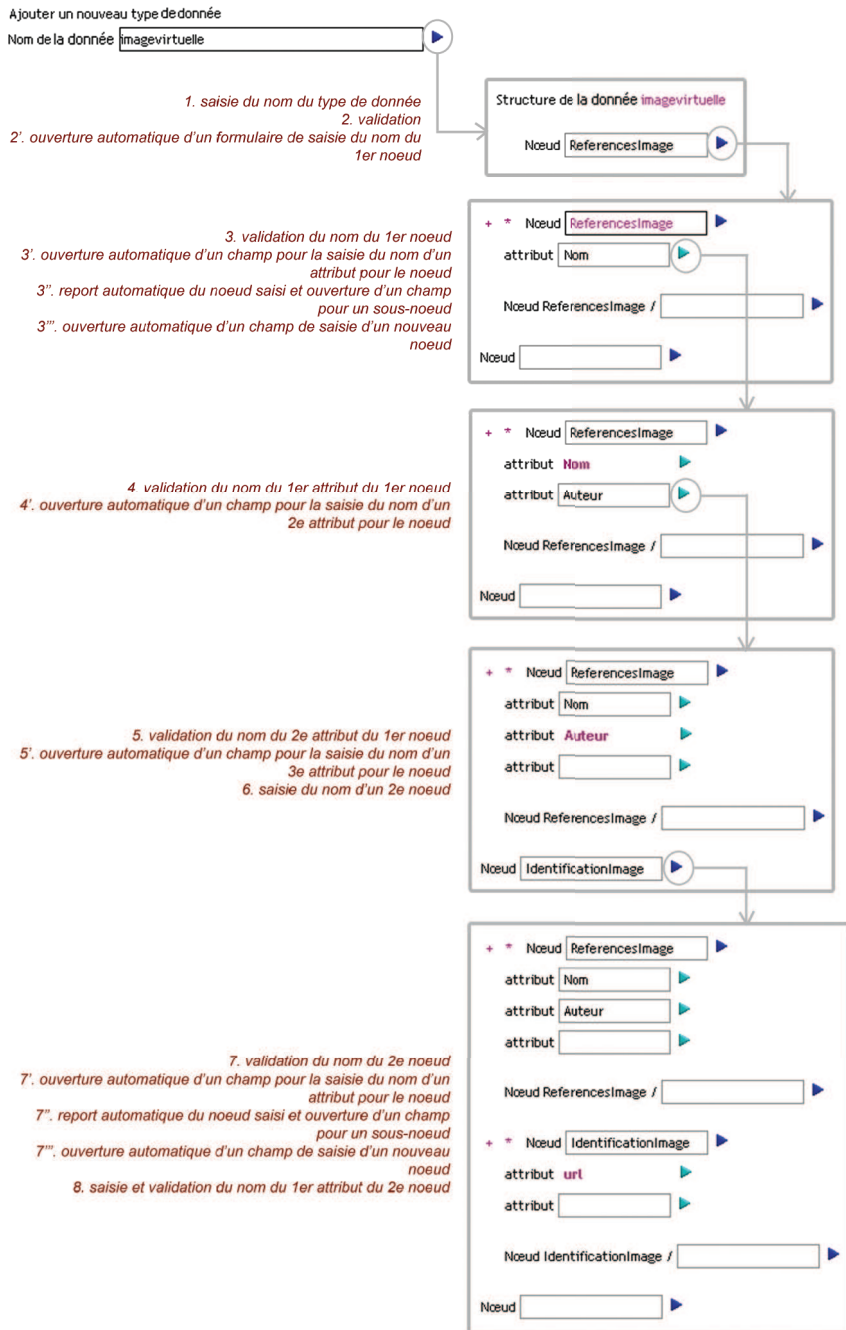 Ajouter un nouveau type de donnée
Nom de la donnée imagevirtuelle
1. saisie du nom du type de donnée
2. validation
2'. ouverture automatique d'un formulaire de saisie du nom du
1er noeud
Structure de la donnée imagevirtuelle
Nœud ReferencesImage
3. validation du nom du 1er noeud
3'. ouverture automatique d'un champ pour la saisie du nom d'un
attribut pour le noeud
3''. report automatique du noeud saisi et ouverture d'un champ
pour un sous-noeud
3'''. ouverture automatique d'un champ de saisie d'un nouveau
noeud
+ * Nœud ReferencesImage
attribut Nom
Nœud ReferencesImage /
Nœud
4. validation du nom du 1er attribut du 1er noeud
4'. ouverture automatique d'un champ pour la saisie du nom d'un
2e attribut pour le noeud
+ * Nœud ReferencesImage
attribut Nom
attribut Auteur
Nœud ReferencesImage /
Nœud
5. validation du nom du 2e attribut du 1er noeud
5'. ouverture automatique d'un champ pour la saisie du nom d'un
3e attribut pour le noeud
6. saisie du nom d'un 2e noeud
+ * Nœud ReferencesImage
attribut Nom
attribut Auteur
attribut
Nœud ReferencesImage /
Nœud IdentificationImage
7. validation du nom du 2e noeud
7'. ouverture automatique d'un champ pour la saisie du nom d'un
attribut pour le noeud
7''. report automatique du noeud saisi et ouverture d'un champ
pour un sous-noeud
7'''. ouverture automatique d'un champ de saisie d'un nouveau
noeud
8. saisie et validation du nom du 1er attribut du 2e noeud
+ * Nœud ReferencesImage
attribut Nom
attribut Auteur
attribut
Nœud ReferencesImage /
+ * Nœud IdentificationImage
attribut url
attribut
Nœud IdentificationImage /
Nœud